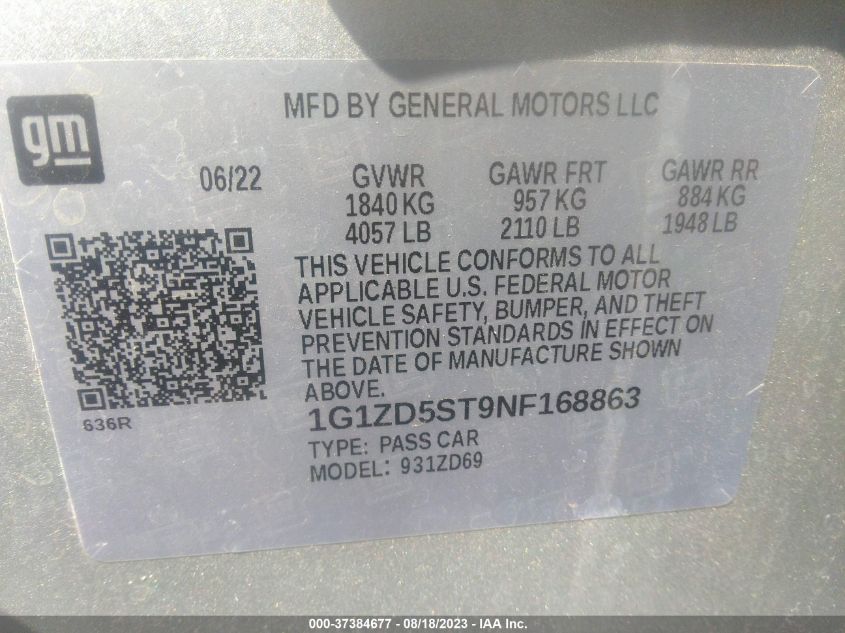 gm
MFD BY GENERAL MOTORS LLC
06/22 GVWR GAWR FRT GAWR RR
1840 KG 957 KG 884 KG
4057 LB 2110 LB 1948 LB
THIS VEHICLE CONFORMS TO ALL
APPLICABLE U.S. FEDERAL MOTOR
VEHICLE SAFETY, BUMPER, AND THEFT
PREVENTION STANDARDS IN EFFECT ON
THE DATE OF MANUFACTURE SHOWN
ABOVE.
636R
1G1ZD5ST9NF168863
TYPE: PASS CAR
MODEL: 931ZD69
000-37384677 - 08/18/2023 - IAA Inc.